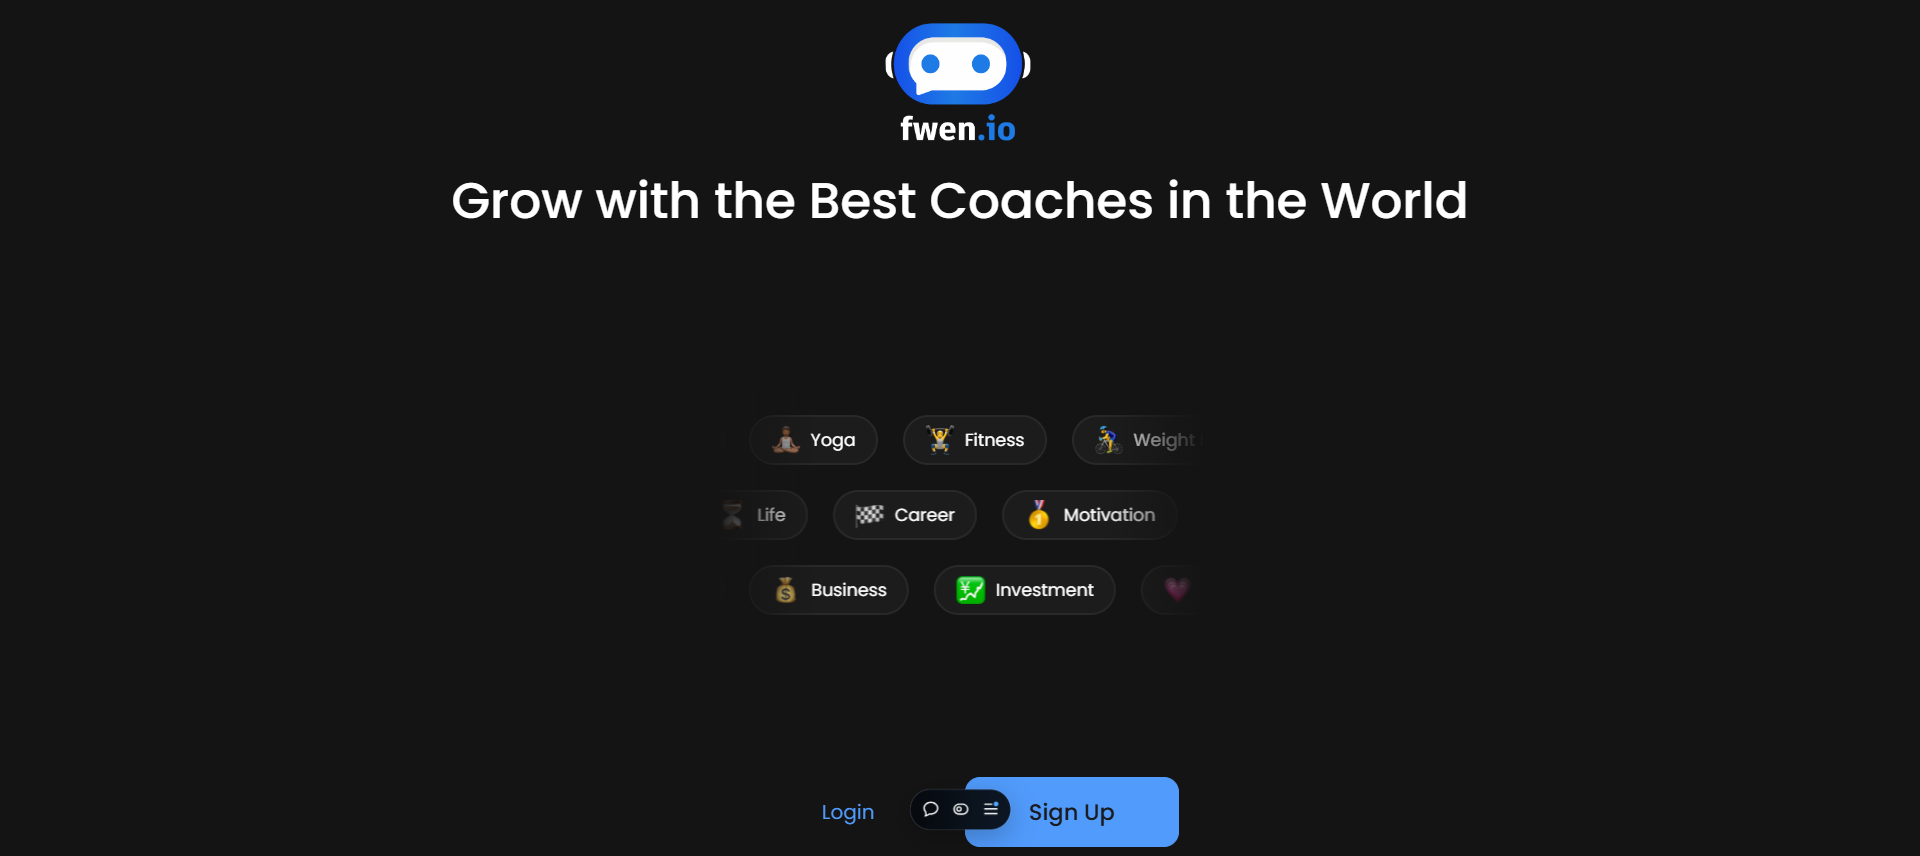 fwen.io
Grow with the Best Coaches in the World
Yoga
Fitness
Weight
Life
Career
Motivation
Business
Investment
Login
Sign Up